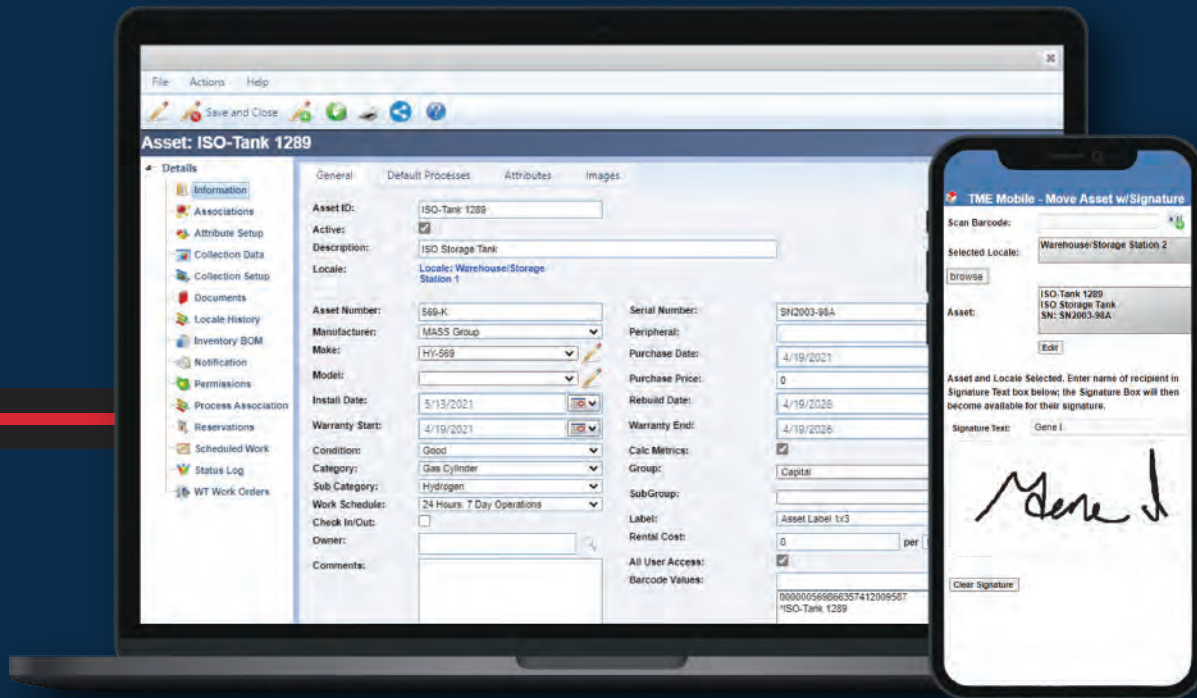 File Actions Help
Save and Close
Asset: ISO-Tank 1289
Details
Information
Associations
Attribute Setup
Collection Data
Collection Setup
Documents
Locale History
Inventory BOM
Notification
Permissions
Process Association
Reservations
Scheduled Work
Status Log
WT Work Orders
General Default Processes Attributes Images
Asset ID: ISO-Tank 1289
Active:
Description: ISO Storage Tank
Locale: Locale: Warehouse/Storage
Station 1
Asset Number: 569-K Serial Number: SN2003-98A
Manufacturer: MASS Group Peripheral:
Make: HY-569 Purchase Date: 4/19/2021
Model: Purchase Price: 0
Install Date: 5/13/2021 Rebuild Date: 4/19/2028
Warranty Start: 4/19/2021 Warranty End: 4/19/2026
Condition: Good Calc Metrics:
Category: Gas Cylinder Group: Capital
Sub Category: Hydrogen SubGroup:
Work Schedule: 24 Hours: 7 Day Operations
Check In/Out: Label: Asset Label 1x3
Owner: Rental Cost: 0 per
Comments: All User Access:
Barcode Values:
*ISO-Tank 1289
TME Mobile - Move Asset w/Signature
Scan Barcode:
Selected Locale: Warehouse/Storage Station 2
browse
Asset: ISO-Tank 1289
ISO Storage Tank
SN: SN2003-98A
Edit
Asset and Locale Selected. Enter name of recipient in
Signature Text box below; the Signature Box will then
become available for their signature.
Signature Text: Gene I
Gene I
Clear Signature